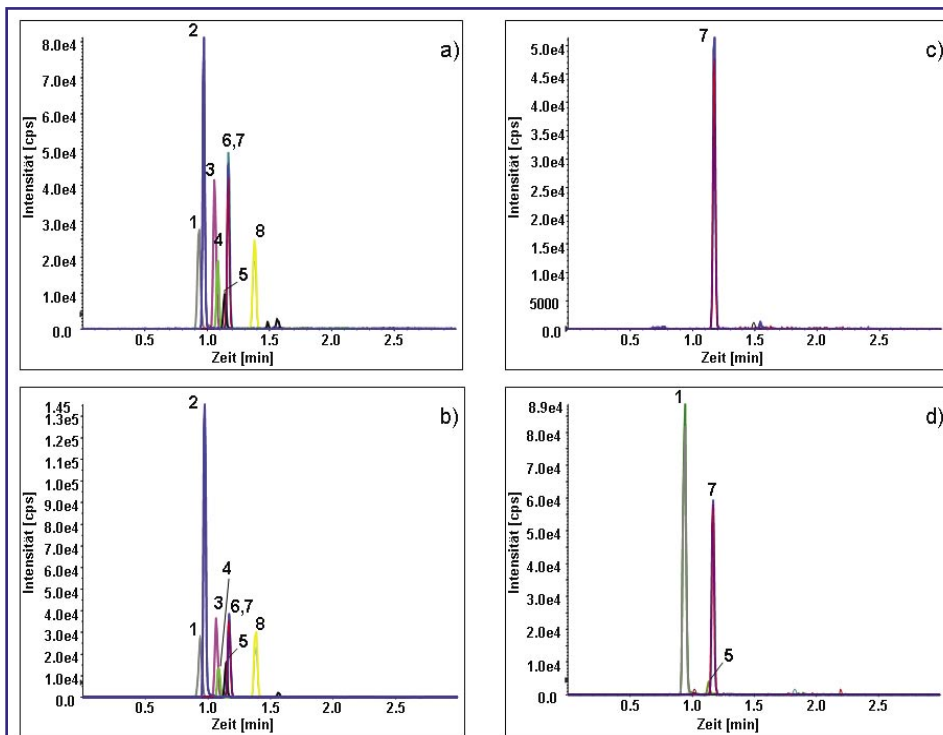 a)
Intensität [cps]
8.0e4
7.0e4
6.0e4
5.0e4
4.0e4
3.0e4
2.0e4
1.0e4
0.0
1
2
3
4
5
6,7
8
0.5 1.0 1.5 2.0 2.5
Zeit [min]
c)
Intensität [cps]
5.0e4
4.5e4
4.0e4
3.5e4
3.0e4
2.5e4
2.0e4
1.5e4
1.0e4
5000
0.0
7
0.5 1.0 1.5 2.0 2.5
Zeit [min]
b)
Intensität [cps]
1.45
1.3e5
1.2e5
1.1e5
1.0e5
9.0e4
8.0e4
7.0e4
6.0e4
5.0e4
4.0e4
3.0e4
2.0e4
1.0e4
0.0
1
2
3
4
5
6,7
8
0.5 1.0 1.5 2.0 2.5
Zeit [min]
d)
Intensität [cps]
8.9e4
8.0e4
7.0e4
6.0e4
5.0e4
4.0e4
3.0e4
2.0e4
1.0e4
0.0
1
5
7
0.5 1.0 1.5 2.0 2.5
Zeit [min]